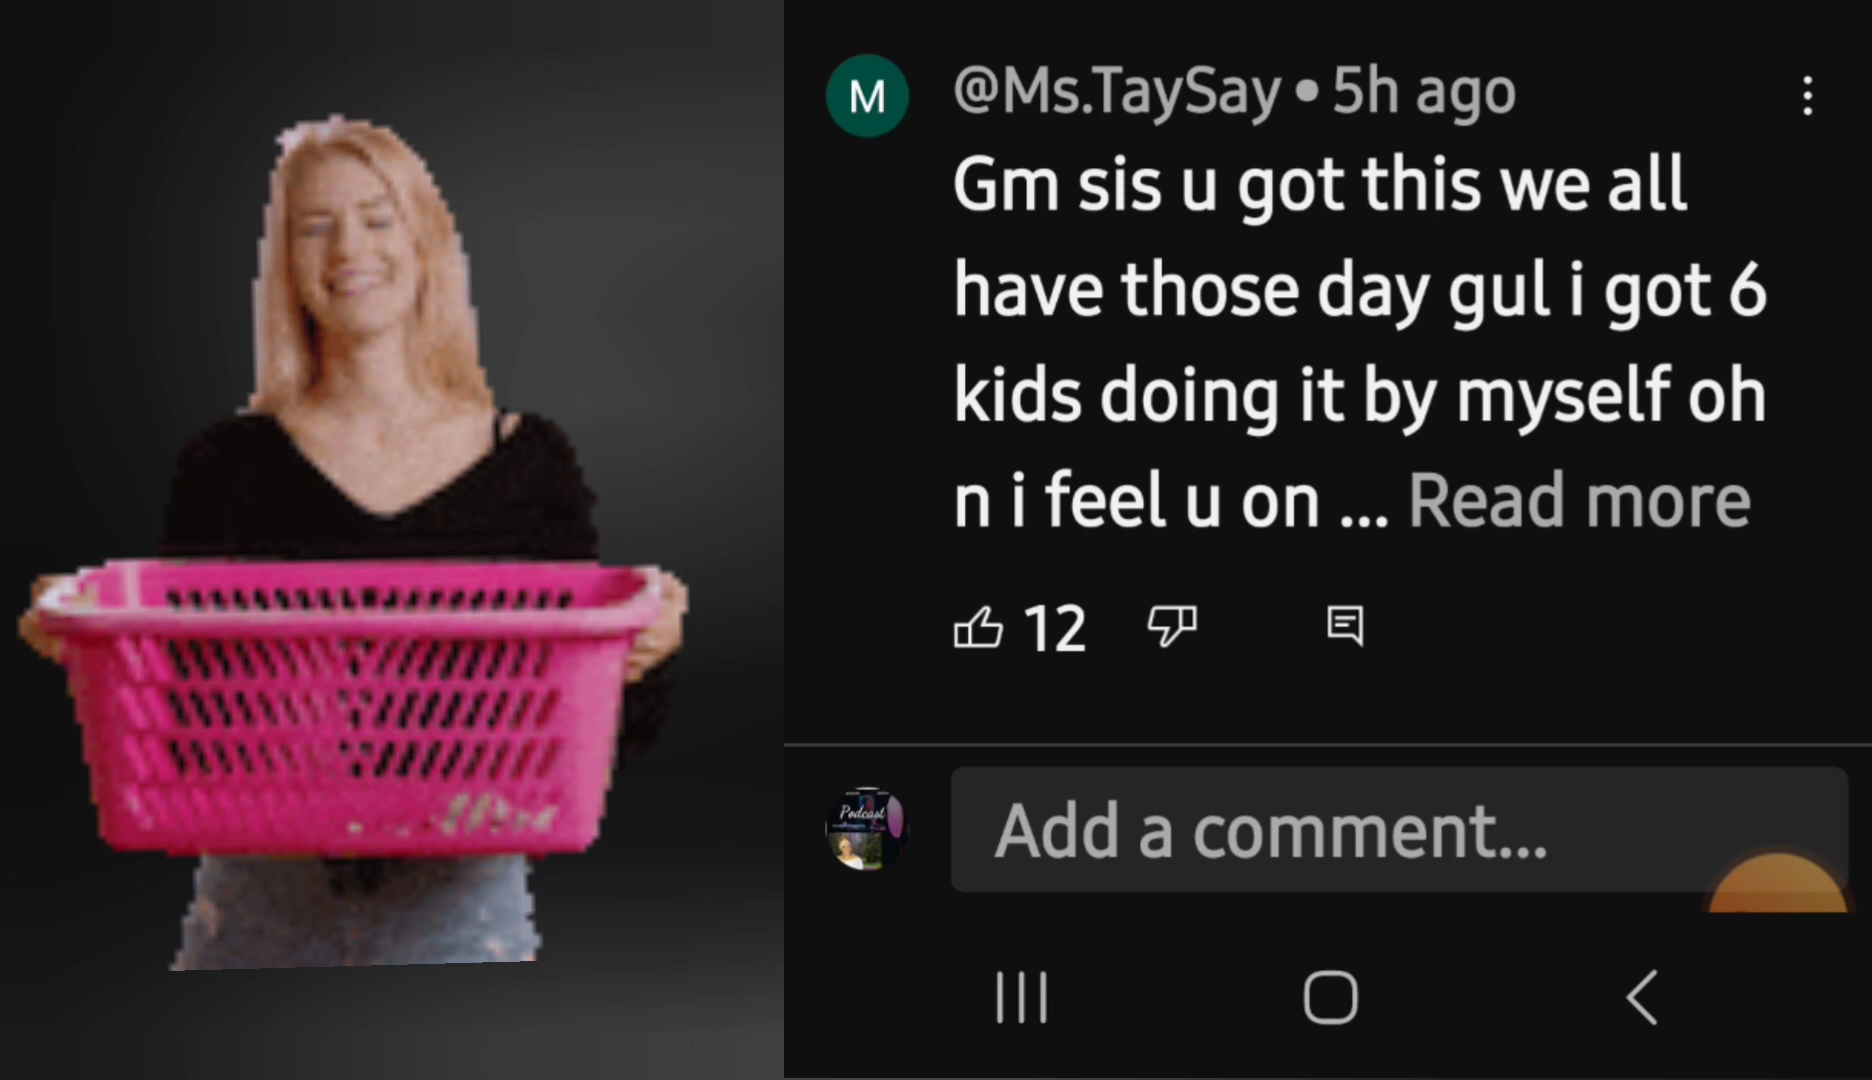 M
@Ms.TaySay • 5h ago
Gm sis u got this we all
have those day gul i got 6
kids doing it by myself oh
n i feel u on ... Read more
12
Podcast
Add a comment...